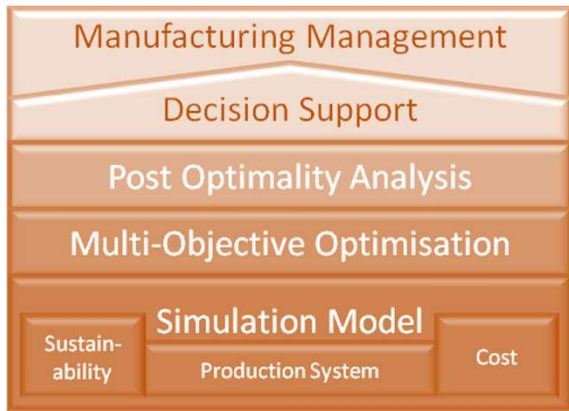 Manufacturing Management
Decision Support
Post Optimality Analysis
Multi-Objective Optimisation
Simulation Model
Sustain-
ability
Production System
Cost